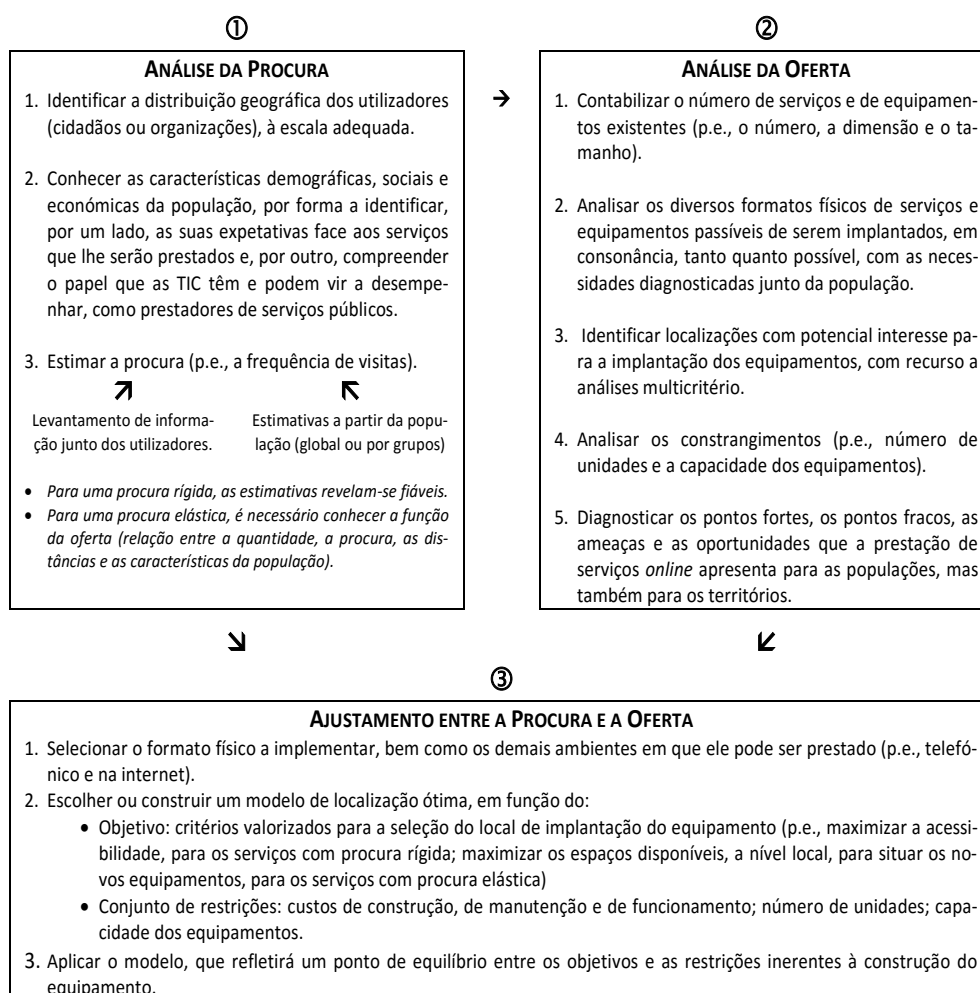 ①
ANÁLISE DA PROCURA
1. Identificar a distribuição geográfica dos utilizadores
(cidadãos ou organizações), à escala adequada.
2. Conhecer as características demográficas, sociais e
económicas da população, por forma a identificar,
por um lado, as suas expetativas face aos serviços
que lhe serão prestados e, por outro, compreender
o papel que as TIC têm e podem vir a desempe-
nhar, como prestadores de serviços públicos.
3. Estimar a procura (p.e., a frequência de visitas).
Levantamento de informa-
ção junto dos utilizadores.
Estimativas a partir da popu-
lação (global ou por grupos)
• Para uma procura rígida, as estimativas revelam-se fiáveis.
• Para uma procura elástica, é necessário conhecer a função
da oferta (relação entre a quantidade, a procura, as dis-
tâncias e as características da população).
②
ANÁLISE DA OFERTA
1. Contabilizar o número de serviços e de equipamen-
tos existentes (p.e., o número, a dimensão e o ta-
manho).
2. Analisar os diversos formatos físicos de serviços e
equipamentos passíveis de serem implantados, em
consonância, tanto quanto possível, com as neces-
sidades diagnosticadas junto da população.
3. Identificar localizações com potencial interesse pa-
ra a implantação dos equipamentos, com recurso a
análises multicritério.
4. Analisar os constrangimentos (p.e., número de
unidades e a capacidade dos equipamentos).
5. Diagnosticar os pontos fortes, os pontos fracos, as
ameaças e as oportunidades que a prestação de
serviços online apresenta para as populações, mas
também para os territórios.
③
AJUSTAMENTO ENTRE A PROCURA E A OFERTA
1. Selecionar o formato físico a implementar, bem como os demais ambientes em que ele pode ser prestado (p.e., telefó-
nico e na internet).
2. Escolher ou construir um modelo de localização ótima, em função do:
• Objetivo: critérios valorizados para a seleção do local de implantação do equipamento (p.e., maximizar a acessi-
bilidade, para os serviços com procura rígida; maximizar os espaços disponíveis, a nível local, para situar os no-
vos equipamentos, para os serviços com procura elástica)
• Conjunto de restrições: custos de construção, de manutenção e de funcionamento; número de unidades; capa-
cidade dos equipamentos.
3. Aplicar o modelo, que refletirá um ponto de equilíbrio entre os objetivos e as restrições inerentes à construção do
equipamento.